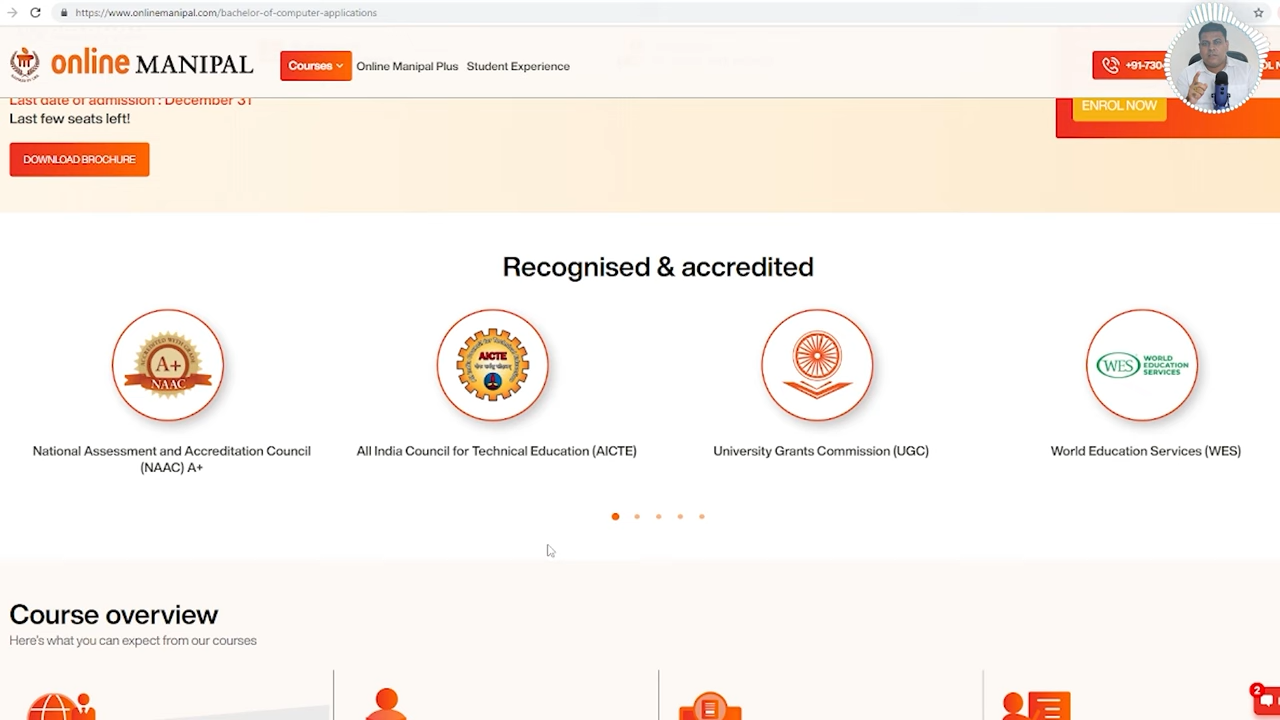 https://www.onlinemanipal.com/bachelor-of-computer-applications
online MANIPAL
Courses
Online Manipal Plus
Student Experience
+91-730
Last date of admission : December 31
Last few seats left!
DOWNLOAD BROCHURE
ENROL NOW
Recognised & accredited
A+
NAAC
AICTE
WES WORLD
EDUCATION
SERVICES
National Assessment and Accreditation Council
(NAAC) A+
All India Council for Technical Education (AICTE)
University Grants Commission (UGC)
World Education Services (WES)
Course overview
Here's what you can expect from our courses
2